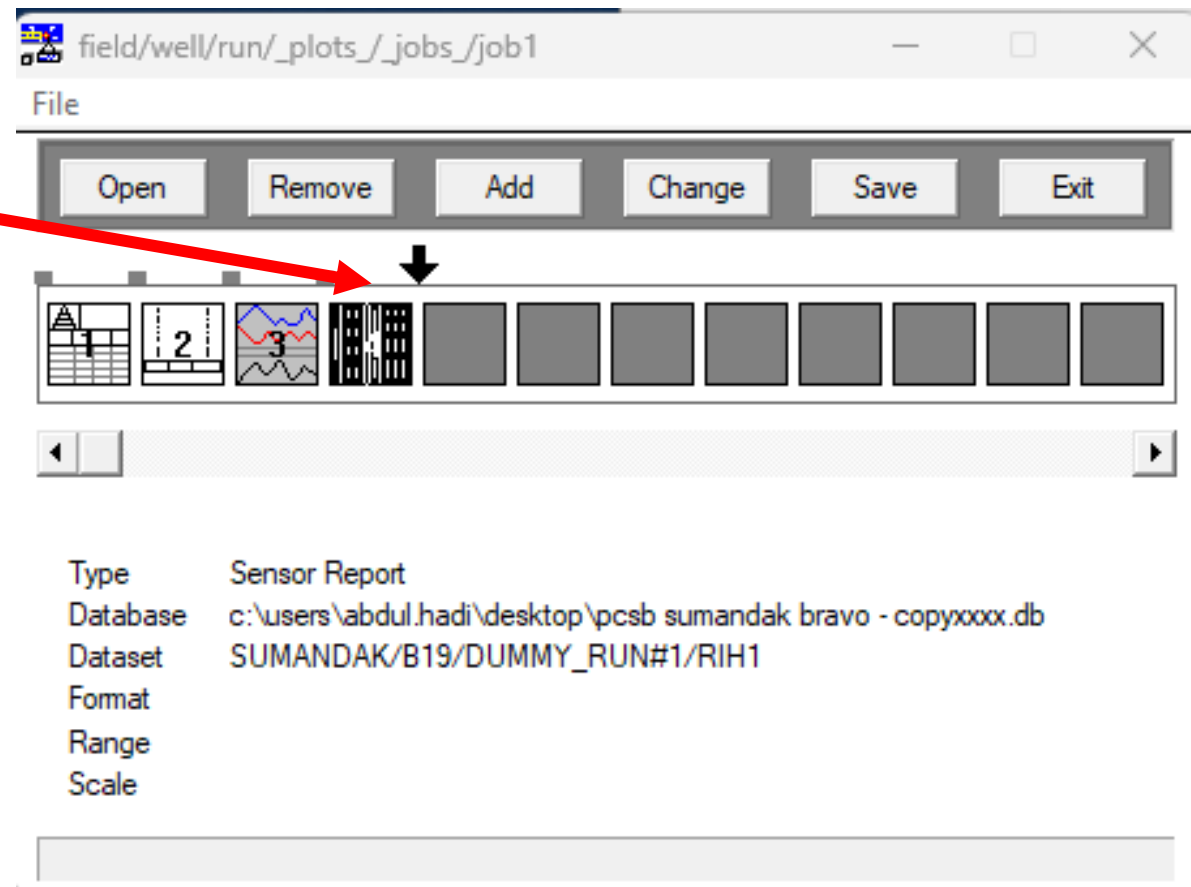 field/well/run/_plots_/_jobs_/job1
File
Open Remove Add Change Save Exit
1 2 3
Type Sensor Report
Database c:\users\abdul.hadi\desktop\pcsb sumandak bravo - copyxxxx.db
Dataset SUMANDAK/B19/DUMMY_RUN#1/RIH1
Format
Range
Scale